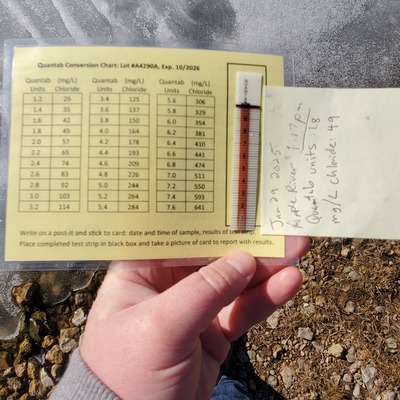 Quantab Conversion Chart: Lot #A4290A, Exp. 10/2026
Quantab Units (mg/L) Chloride Quantab Units (mg/L) Chloride Quantab Units (mg/L) Chloride
1.2 29 3.4 125 5.6 306
1.4 35 3.6 137 5.8 329
1.6 42 3.8 150 6.0 354
1.8 49 4.0 164 6.2 381
2.0 57 4.2 178 6.4 410
2.2 65 4.4 193 6.6 441
2.4 74 4.6 209 6.8 474
2.6 83 4.8 226 7.0 511
2.8 92 5.0 244 7.2 550
3.0 103 5.2 264 7.4 593
3.2 114 5.4 284 7.6 641
Write on a post-it and stick to card: date and time of sample, results of test strip
Place completed test strip in black box and take a picture of card to report with results.
Jan 29 2025
Apple River 1:17pm
Quantab units: 1.8
mg/L chloride: 49